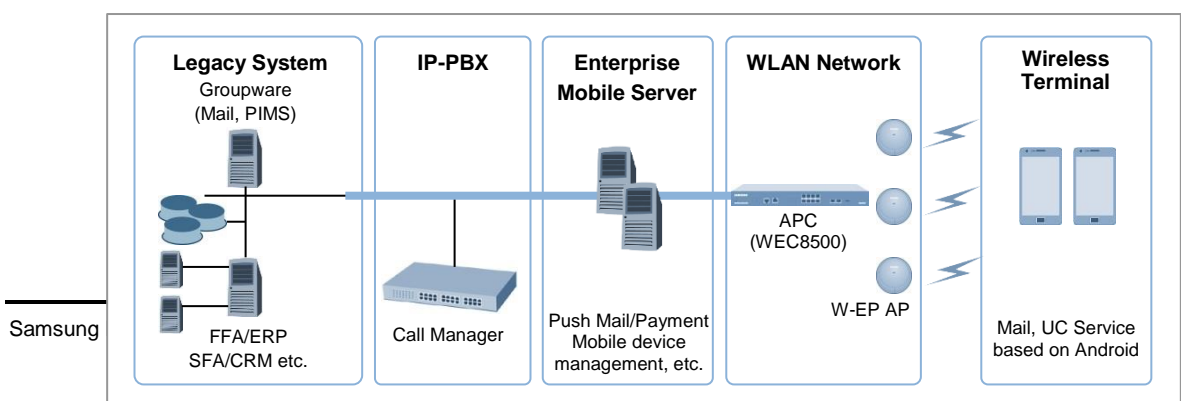 Legacy System
Groupware
(Mail, PIMS)
FFA/ERP
SFA/CRM etc.
IP-PBX
Call Manager
Enterprise
Mobile Server
Push Mail/Payment
Mobile device
management, etc.
WLAN Network
APC
(WEC8500)
W-EP AP
Wireless
Terminal
Mail, UC Service
based on Android
Samsung